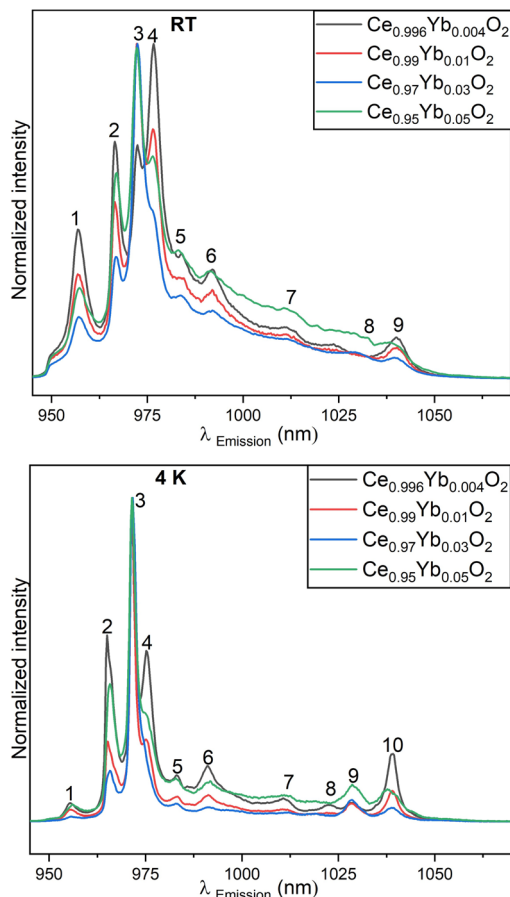 RT
Ce0.996Yb0.004O2
Ce0.99Yb0.01O2
Ce0.97Yb0.03O2
Ce0.95Yb0.05O2
Normalized intensity
1
2
3
4
5
6
7
8
9
950 975 1000 1025 1050
λ Emission (nm)
4 K
Ce0.996Yb0.004O2
Ce0.99Yb0.01O2
Ce0.97Yb0.03O2
Ce0.95Yb0.05O2
Normalized intensity
1
2
3
4
5
6
7
8
9
10
950 975 1000 1025 1050
λ Emission (nm)